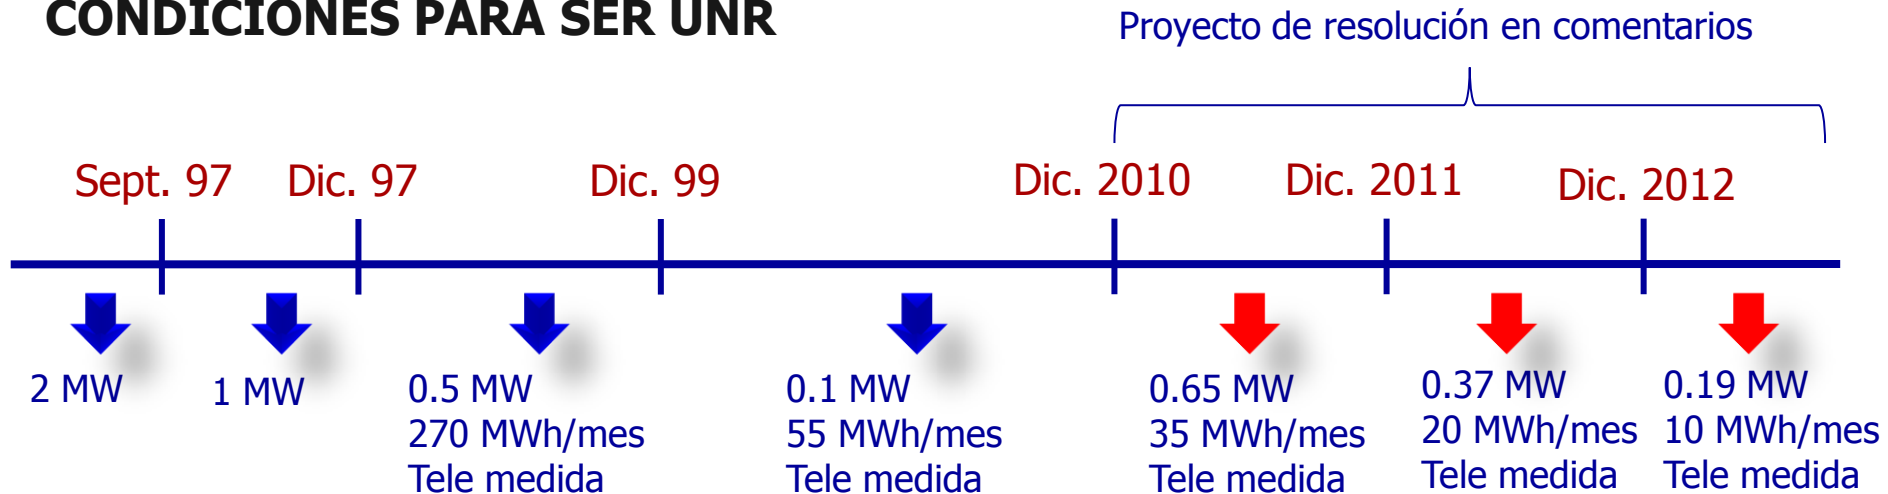 CONDICIONES PARA SER UNR
Proyecto de resolución en comentarios
Sept. 97
Dic. 97
Dic. 99
Dic. 2010
Dic. 2011
Dic. 2012
2 MW
1 MW
0.5 MW
270 MWh/mes
Tele medida
0.1 MW
55 MWh/mes
Tele medida
0.65 MW
35 MWh/mes
Tele medida
0.37 MW
20 MWh/mes
Tele medida
0.19 MW
10 MWh/mes
Tele medida